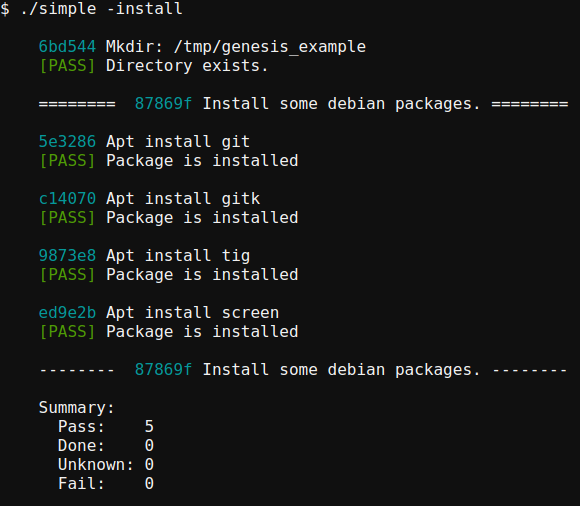 $ ./simple -install
6bd544 Mkdir: /tmp/genesis_example
[PASS] Directory exists.
======== 87869f Install some debian packages. ========
5e3286 Apt install git
[PASS] Package is installed
c14070 Apt install gitk
[PASS] Package is installed
9873e8 Apt install tig
[PASS] Package is installed
ed9e2b Apt install screen
[PASS] Package is installed
-------- 87869f Install some debian packages. --------
Summary:
Pass: 5
Done: 0
Unknown: 0
Fail: 0